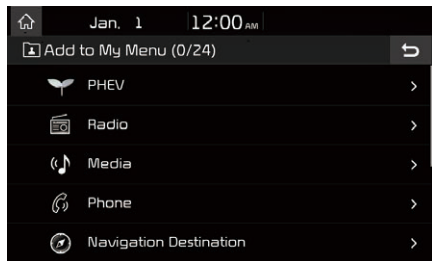 Jan. 1 12:00 AM
Add to My Menu (0/24)
PHEV
Radio
Media
Phone
Navigation Destination